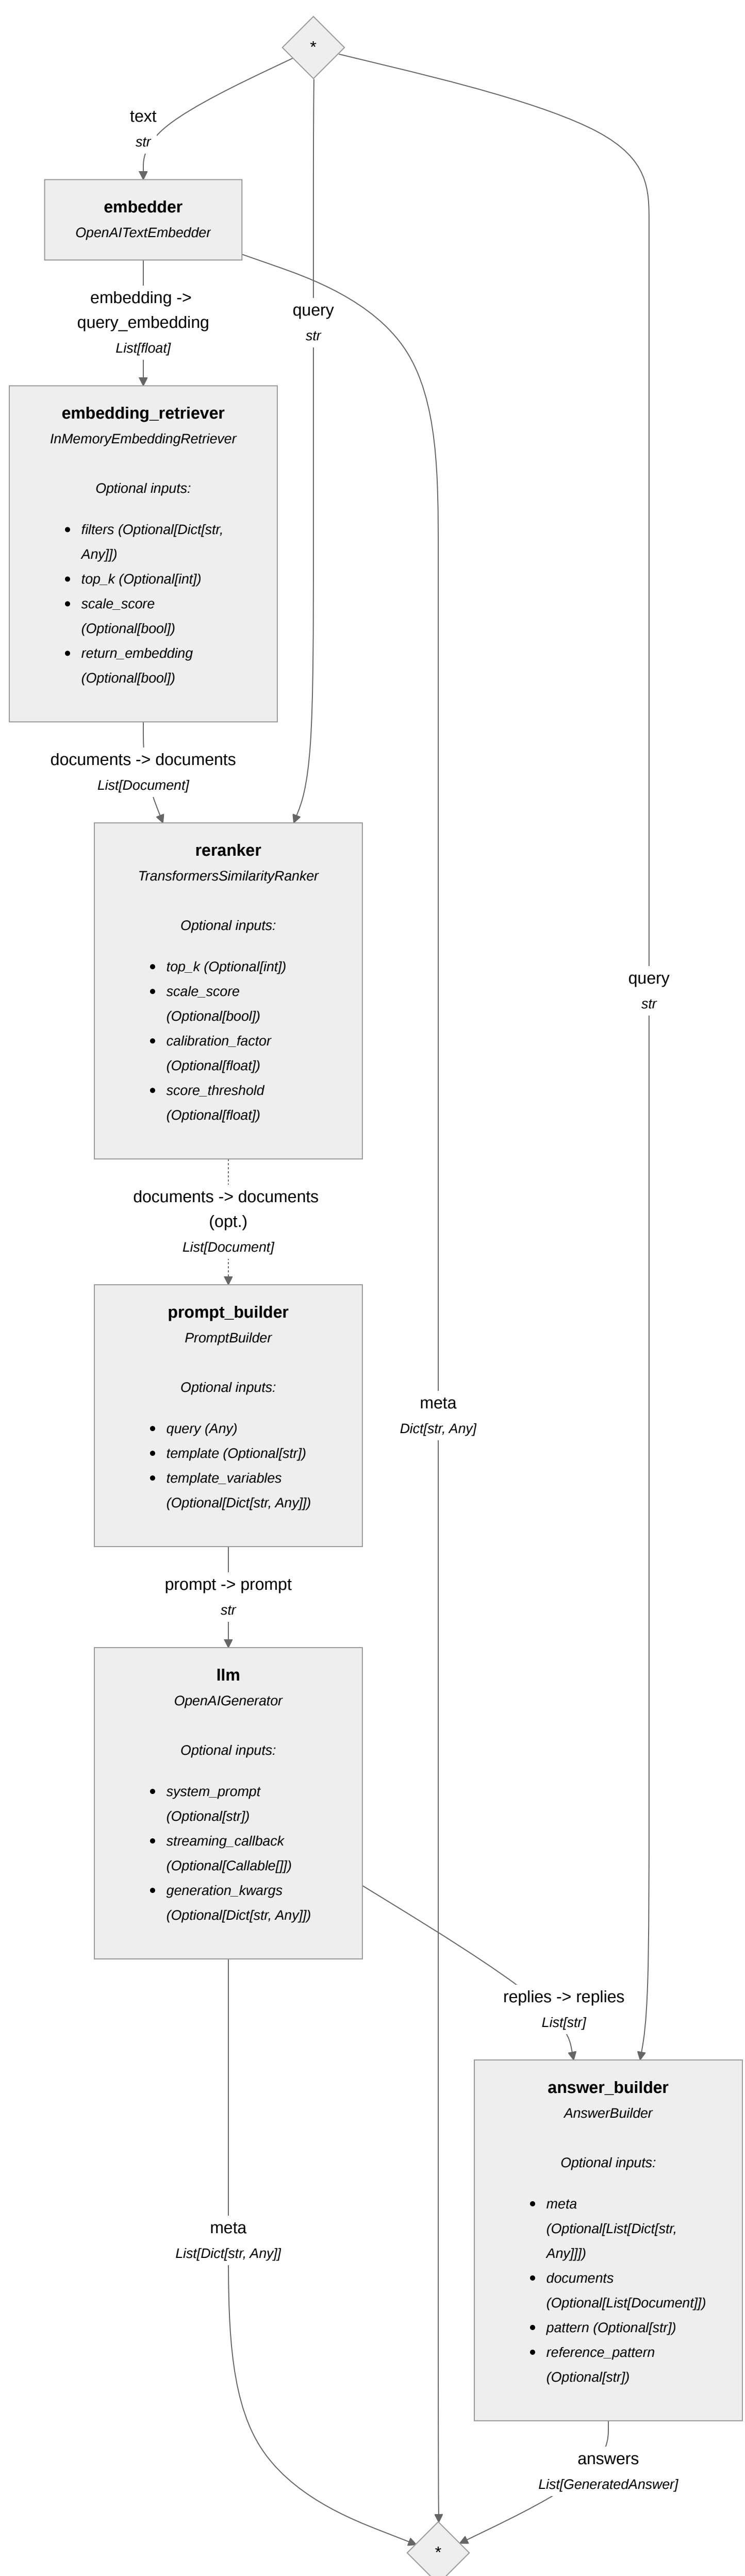 *
text
str
embedder
OpenAITextEmbedder
embedding ->
query_embedding
List[float]
query
str
embedding_retriever
InMemoryEmbeddingRetriever
Optional inputs:
• filters (Optional[Dict[str,
Any]])
• top_k (Optional[int])
• scale_score
(Optional[bool])
• return_embedding
(Optional[bool])
documents -> documents
List[Document]
reranker
TransformersSimilarityRanker
Optional inputs:
• top_k (Optional[int])
• scale_score
(Optional[bool])
• calibration_factor
(Optional[float])
• score_threshold
(Optional[float])
query
str
documents -> documents
(opt.)
List[Document]
prompt_builder
PromptBuilder
Optional inputs:
• query (Any)
• template (Optional[str])
• template_variables
(Optional[Dict[str, Any]])
meta
Dict[str, Any]
prompt -> prompt
str
llm
OpenAIGenerator
Optional inputs:
• system_prompt
(Optional[str])
• streaming_callback
(Optional[Callable[]])
• generation_kwargs
(Optional[Dict[str, Any]])
replies -> replies
List[str]
answer_builder
AnswerBuilder
Optional inputs:
• meta
(Optional[List[Dict[str,
Any]]])
• documents
(Optional[List[Document]])
• pattern (Optional[str])
• reference_pattern
(Optional[str])
meta
List[Dict[str, Any]]
answers
List[GeneratedAnswer]
*